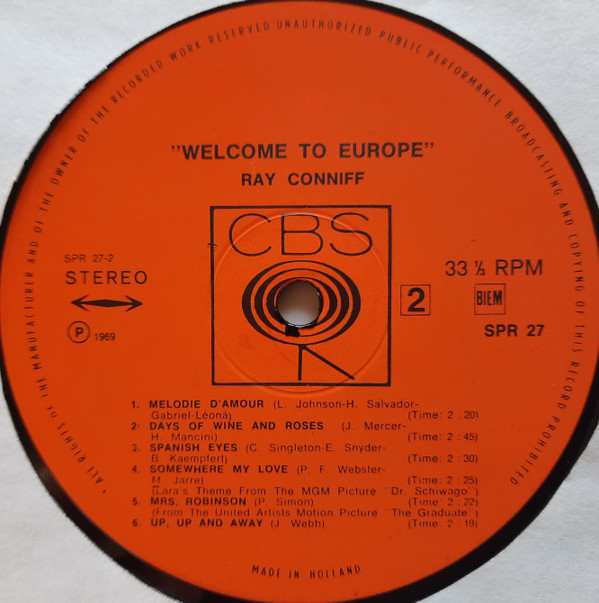 * ALL RIGHTS OF THE MANUFACTURER AND OF THE OWNER OF THE RECORDED WORK RESERVED UNAUTHORIZED PUBLIC PERFORMANCE BROADCASTING AND COPYING OF THIS RECORD PROHIBITED
"WELCOME TO EUROPE"
RAY CONNIFF
CBS
SPR 27-2
STEREO
P 1969
33 ⅓ RPM
2 BIEM
SPR 27
1. MELODIE D'AMOUR (L. Johnson-H. Salvador-
Gabriel-Léona) (Time: 2:20)
2- DAYS OF WINE AND ROSES (J. Mercer-
H. Mancini) (Time: 2:45)
3. SPANISH EYES (C. Singleton-E. Snyder-
B. Kaempfert) (Time: 2:30)
4. SOMEWHERE MY LOVE (P. F. Webster-
M. Jarre) (Time: 2:25)
(Lara's Theme From The MGM Picture "Dr. Schiwago")
5. MRS. ROBINSON (P. Simon) (Time: 2:22)
(From The United Artists Motion Picture "The Graduate")
6. UP, UP AND AWAY (J. Webb) (Time: 2:19)
MADE IN HOLLAND